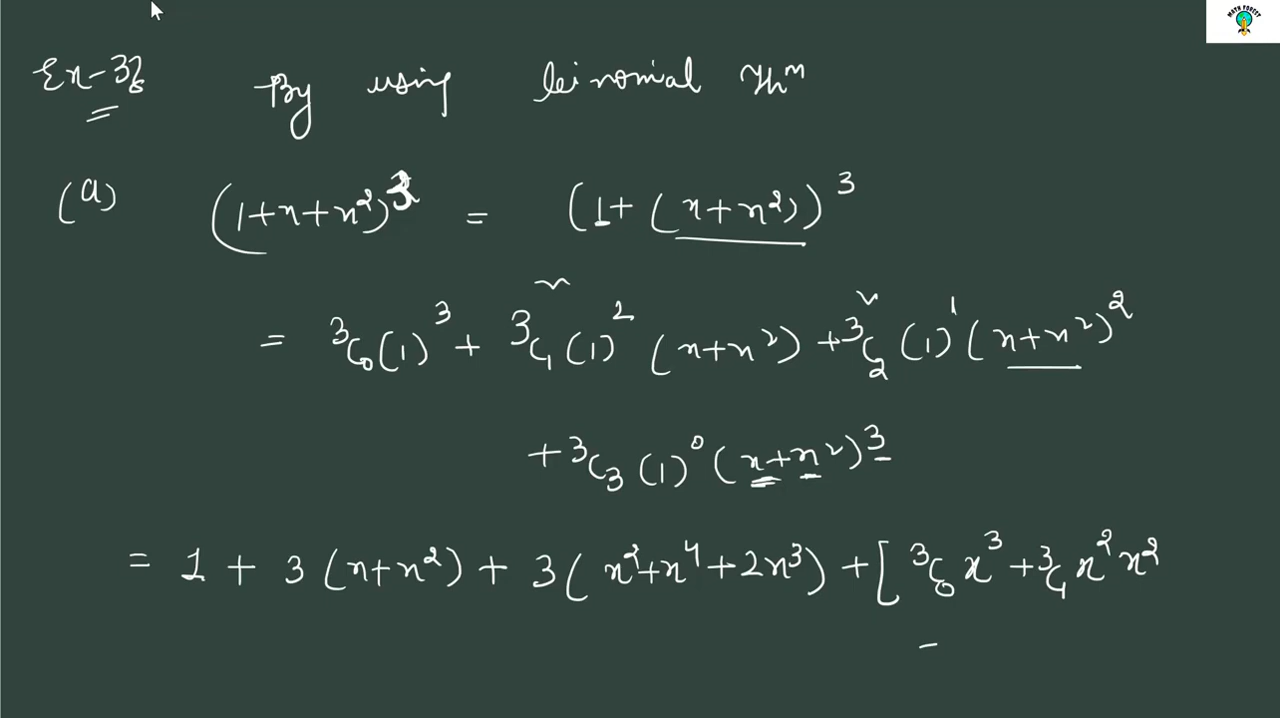 MATH FOREST
Ex-3:
By using binomial Thᵐ
(a) (1+x+x²)³ = (1+(x+x²))³
= ³C₀(1)³ + ³C₁(1)²(x+x²) + ³C₂(1)¹(x+x²)²
+ ³C₃(1)⁰(x+x²)³
= 1 + 3(x+x²) + 3(x²+x⁴+2x³) + [³C₀x³ + ³C₁x²x²